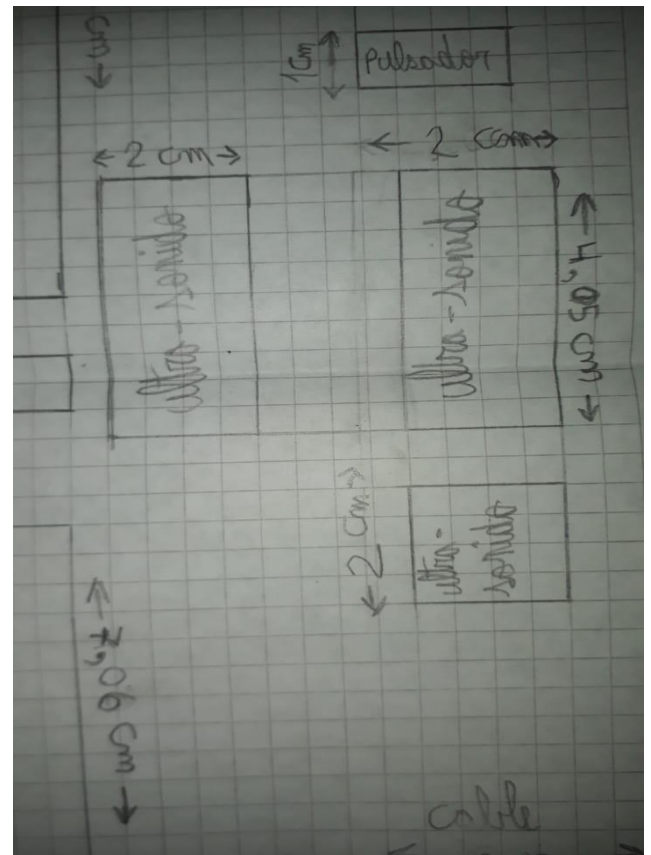 cm
1cm
pulsador
2 cm
2 cm
ultra-sonido
ultra-sonido
4,05 cm
2 cm
ultra-
sonido
7,06 cm
cable